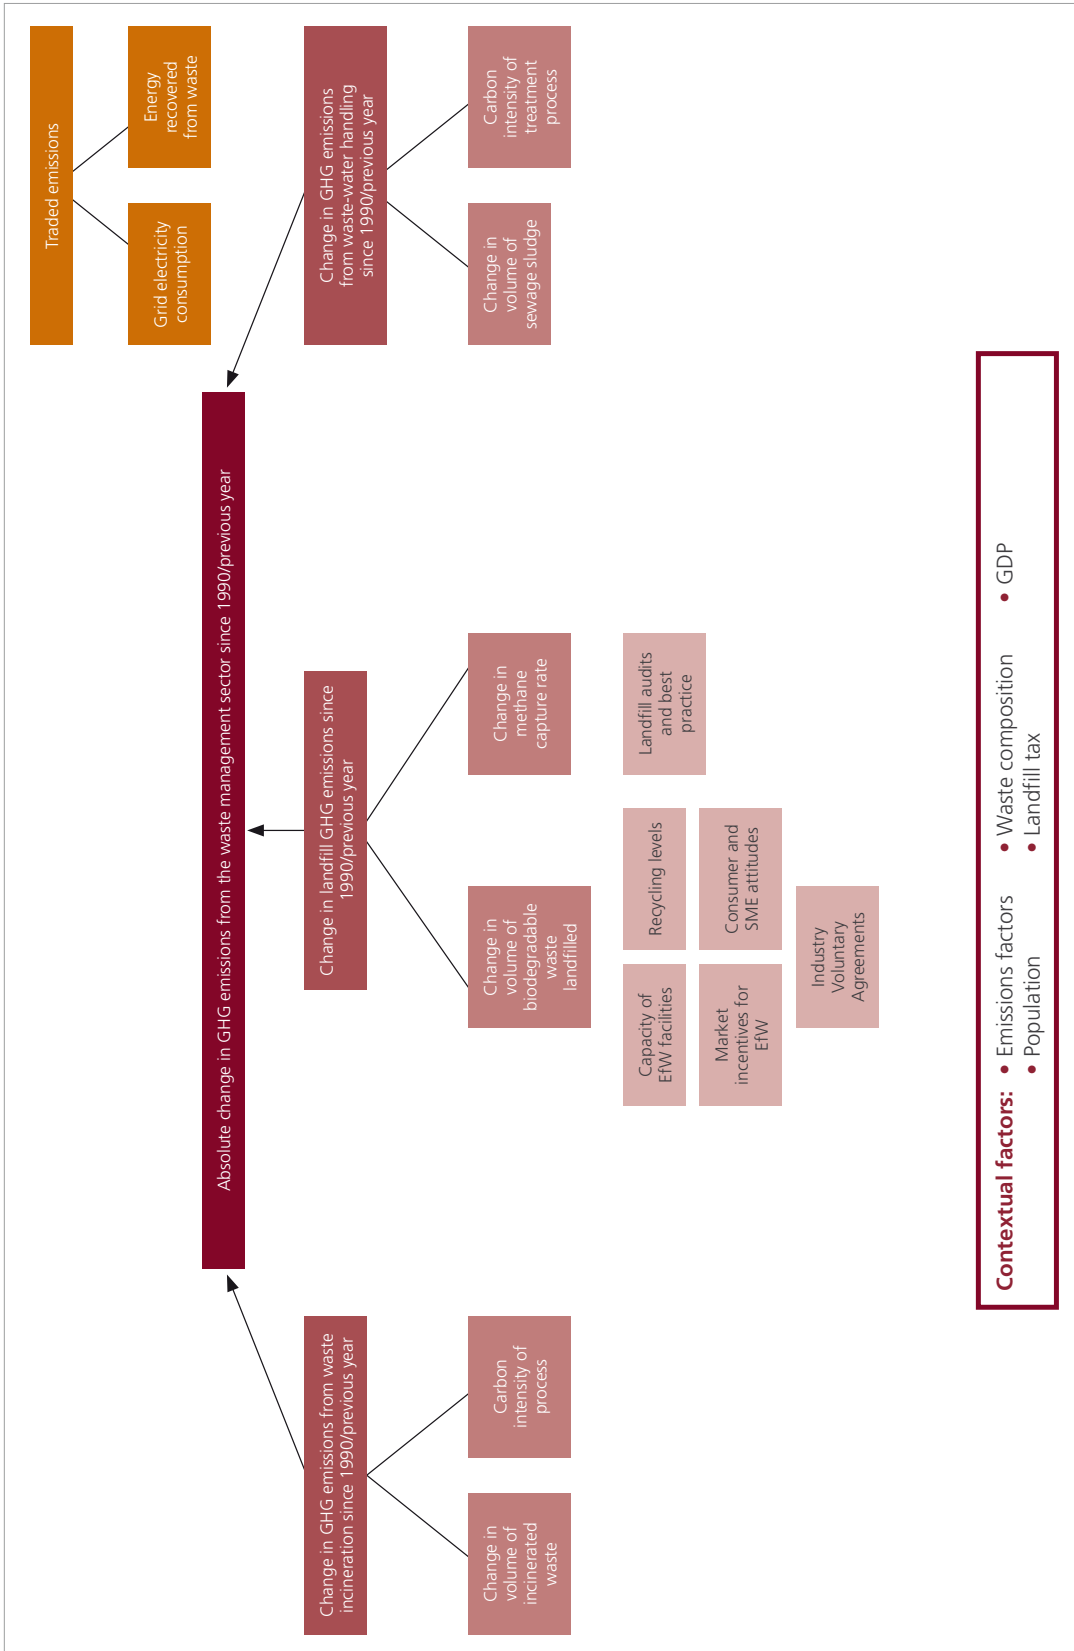 Traded emissions
Grid electricity
consumption
Energy
recovered
from waste
Absolute change in GHG emissions from the waste management sector since 1990/previous year
Change in GHG emissions from waste
incineration since 1990/previous year
Change in landfill GHG emissions since
1990/previous year
Change in GHG emissions
from waste-water handling
since 1990/previous year
Change in
volume of
incinerated
waste
Carbon
intensity of
process
Change in
volume of
biodegradable
waste
landfilled
Change in
methane
capture rate
Change in
volume of
sewage sludge
Carbon
intensity of
treatment
process
Capacity of
EfW facilities
Recycling levels
Landfill audits
and best
practice
Market
incentives for
EfW
Consumer and
SME attitudes
Industry
Voluntary
Agreements
Contextual factors: • Emissions factors • Waste composition • GDP
• Population • Landfill tax